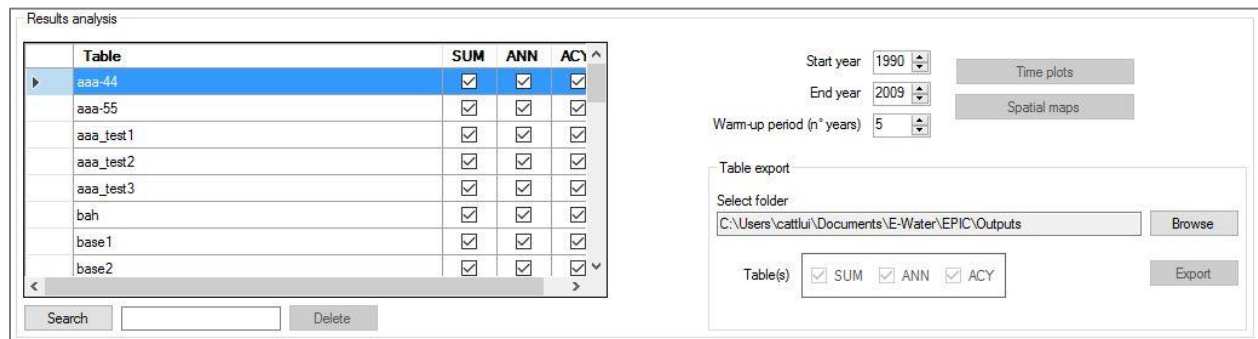 Results analysis
Table SUM ANN ACY
aaa-44
aaa-55
aaa_test1
aaa_test2
aaa_test3
bah
base1
base2
Search Delete
Start year 1990
End year 2009
Warm-up period (n° years) 5
Time plots
Spatial maps
Table export
Select folder
C:\Users\cattlui\Documents\E-Water\EPIC\Outputs Browse
Table(s) SUM ANN ACY Export